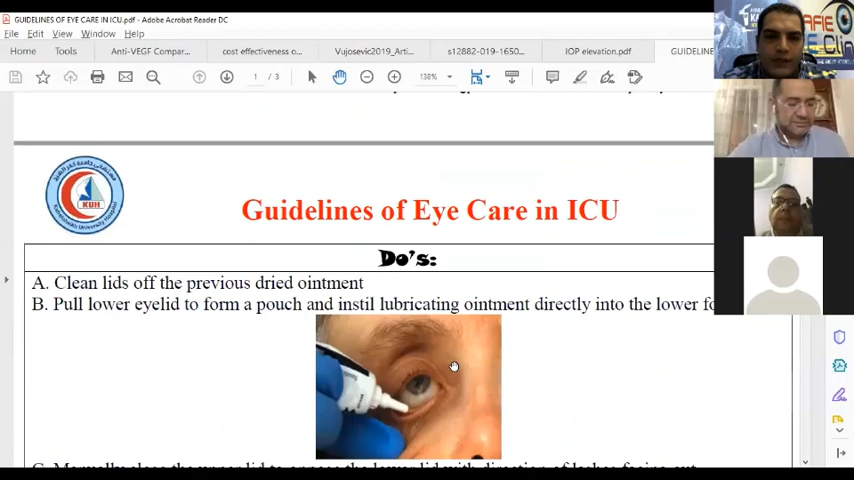 GUIDELINES OF EYE CARE IN ICU.pdf - Adobe Acrobat Reader DC
File Edit View Window Help
Home Tools Anti-VEGF Compar... cost effectiveness o... Vujosevic2019_Arti... s12882-019-1650... IOP elevation.pdf GUIDELINE
1 / 3 138%
KUH
Guidelines of Eye Care in ICU
Do's:
A. Clean lids off the previous dried ointment
B. Pull lower eyelid to form a pouch and instil lubricating ointment directly into the lower fo